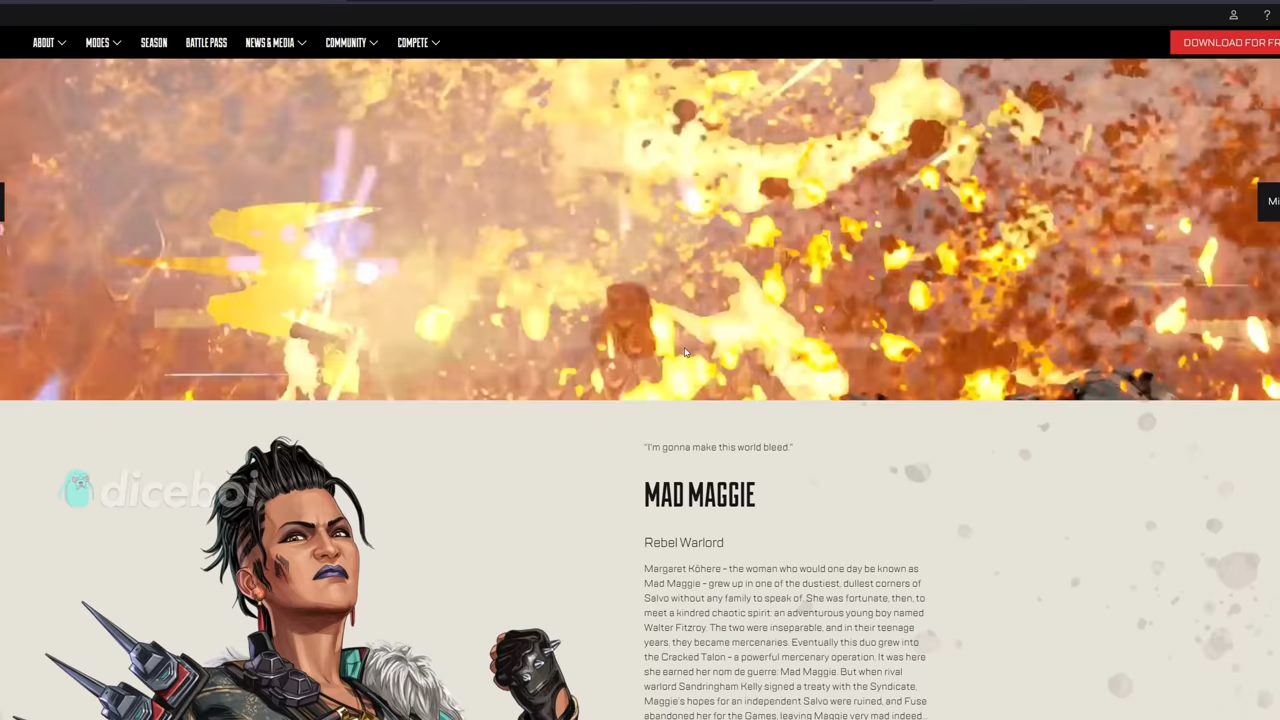 ?
ABOUT
MODES
SEASON
BATTLE PASS
NEWS & MEDIA
COMMUNITY
COMPETE
DOWNLOAD FOR FR
Mi
"I'm gonna make this world bleed."
diceboi
MAD MAGGIE
Rebel Warlord
Margaret Kōhere – the woman who would one day be known as
Mad Maggie – grew up in one of the dustiest, dullest corners of
Salvo without any family to speak of. She was fortunate, then, to
meet a kindred chaotic spirit: an adventurous young boy named
Walter Fitzroy. The two were inseparable, and in their teenage
years, they became mercenaries. Eventually this duo grew into
the Cracked Talon – a powerful mercenary operation. It was here
she earned her nom de guerre: Mad Maggie. But when rival
warlord Sandringham Kelly signed a treaty with the Syndicate,
Maggie's hopes for an independent Salvo were ruined, and Fuse
abandoned her for the Games, leaving Maggie very mad indeed...